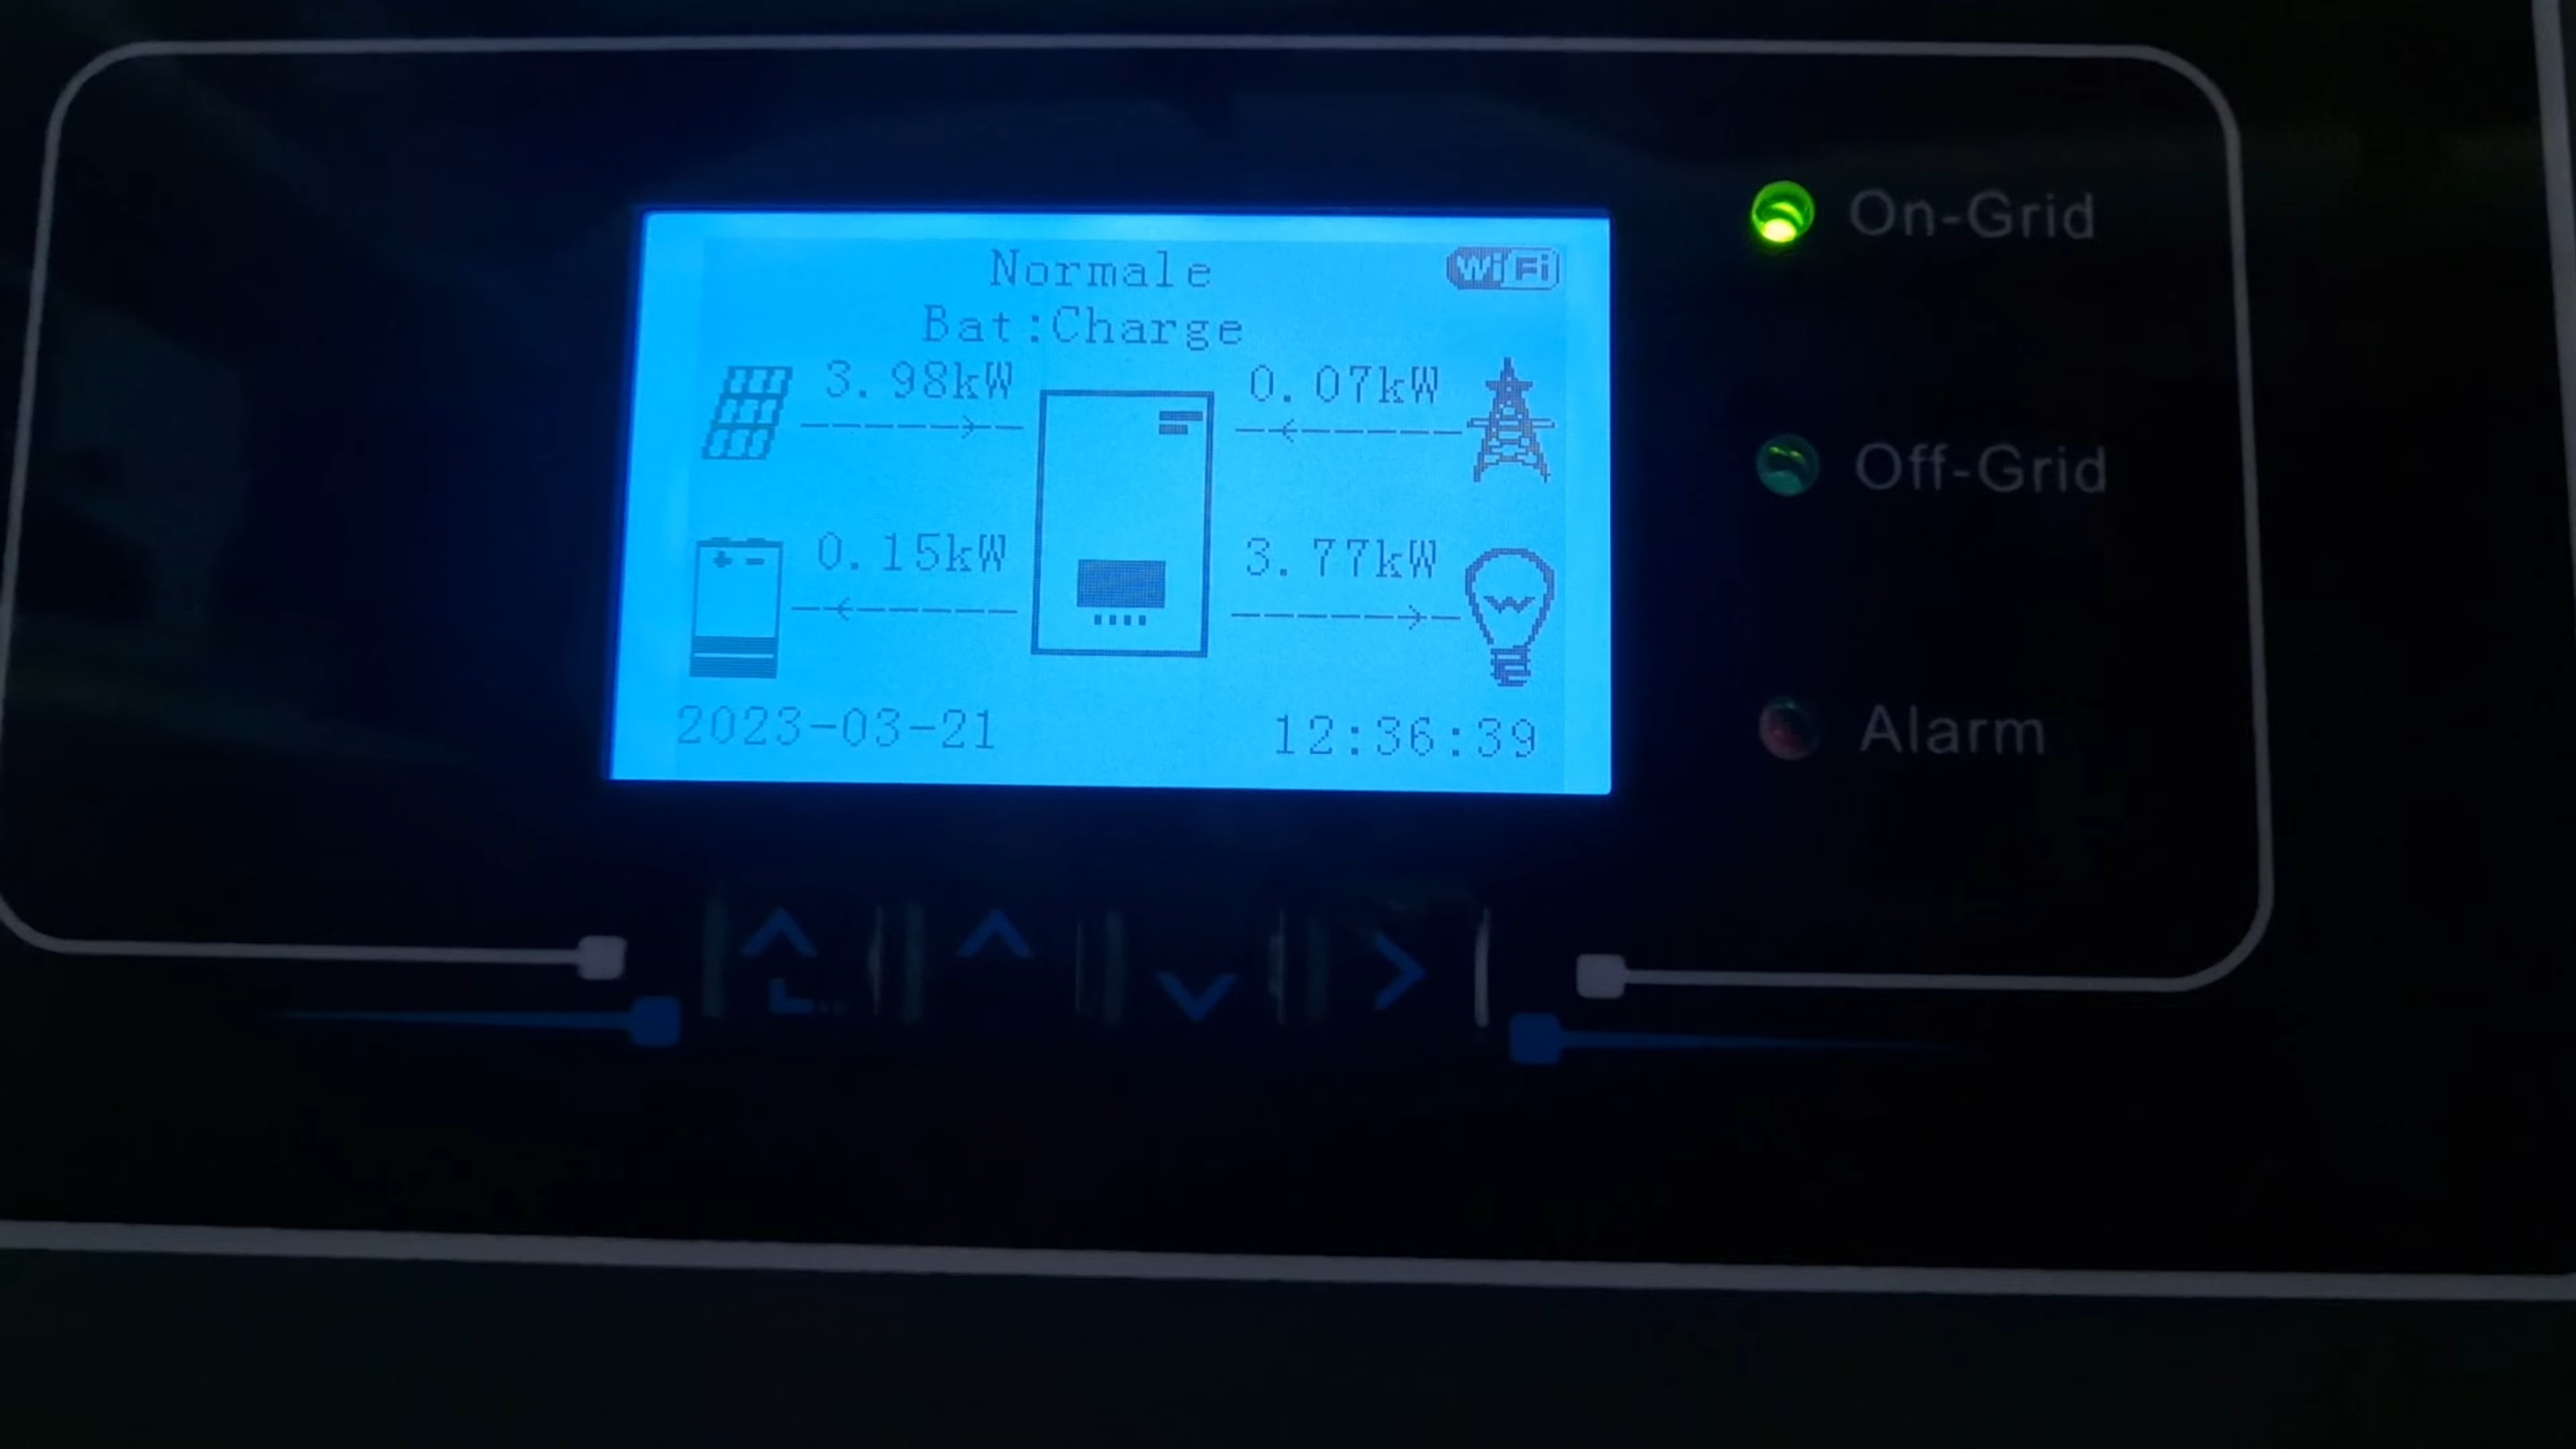 Normale
WiFi
Bat:Charge
3.98kW
0.07kW
0.15kW
3.77kW
2023-03-21
12:36:39
On-Grid
Off-Grid
Alarm